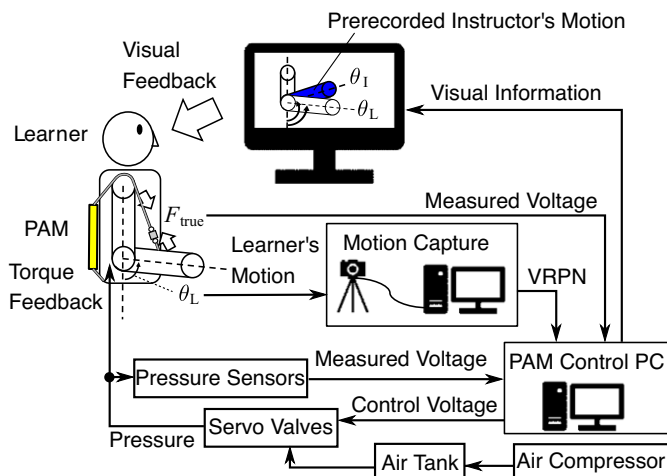 Prerecorded Instructor's Motion
Visual
Feedback
θI
θL
Visual Information
Learner
Measured Voltage
PAM
Ftrue
Learner's
Motion
Motion Capture
Torque
Feedback
θL
VRPN
Measured Voltage
PAM Control PC
Pressure Sensors
Control Voltage
Pressure
Servo Valves
Air Tank
Air Compressor